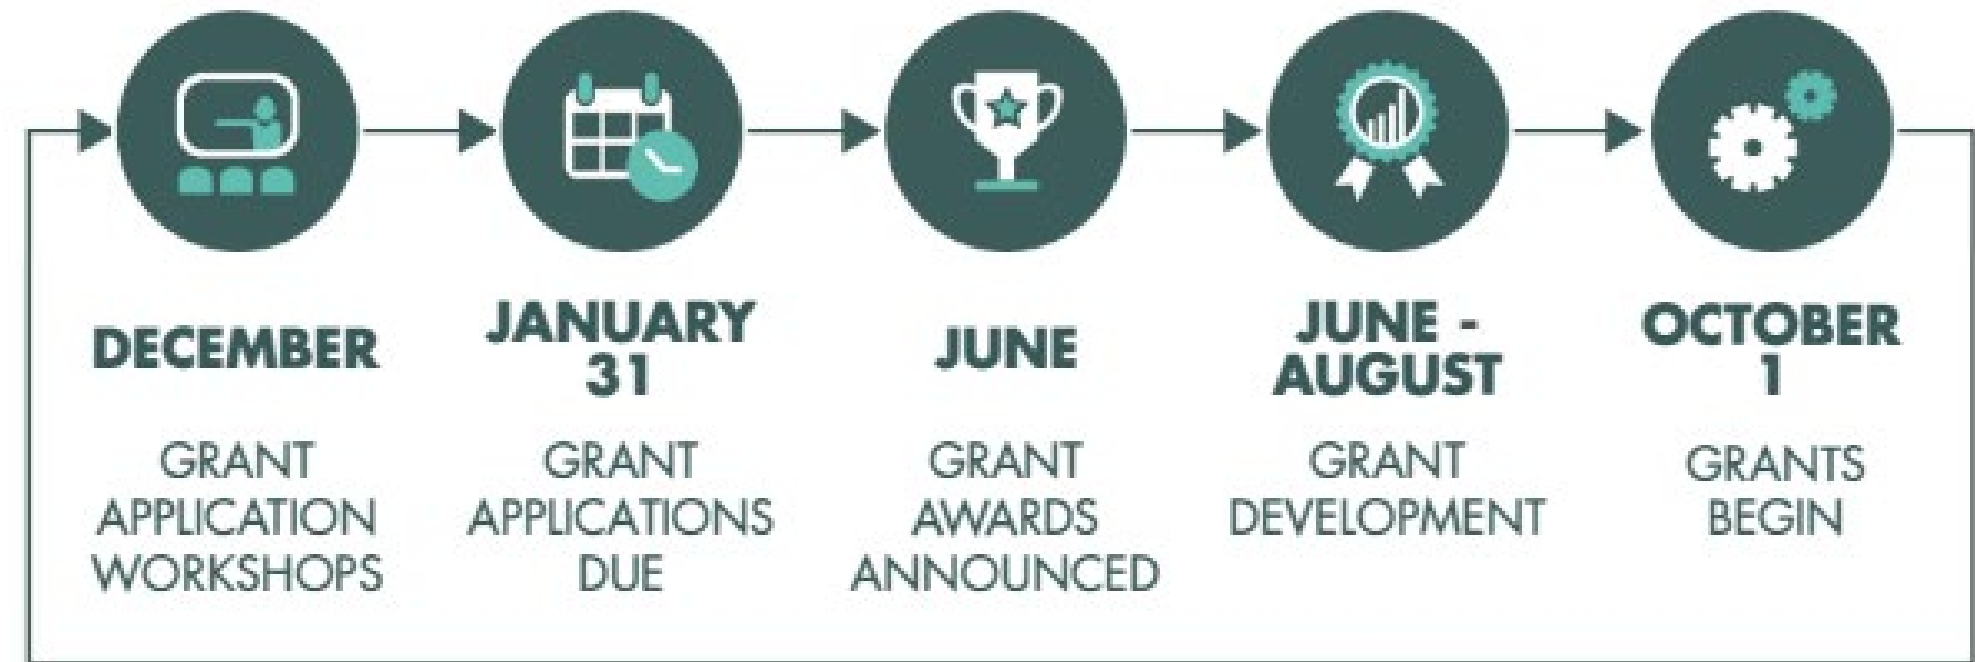 DECEMBER
GRANT
APPLICATION
WORKSHOPS
JANUARY
31
GRANT
APPLICATIONS
DUE
JUNE
GRANT
AWARDS
ANNOUNCED
JUNE -
AUGUST
GRANT
DEVELOPMENT
OCTOBER
1
GRANTS
BEGIN